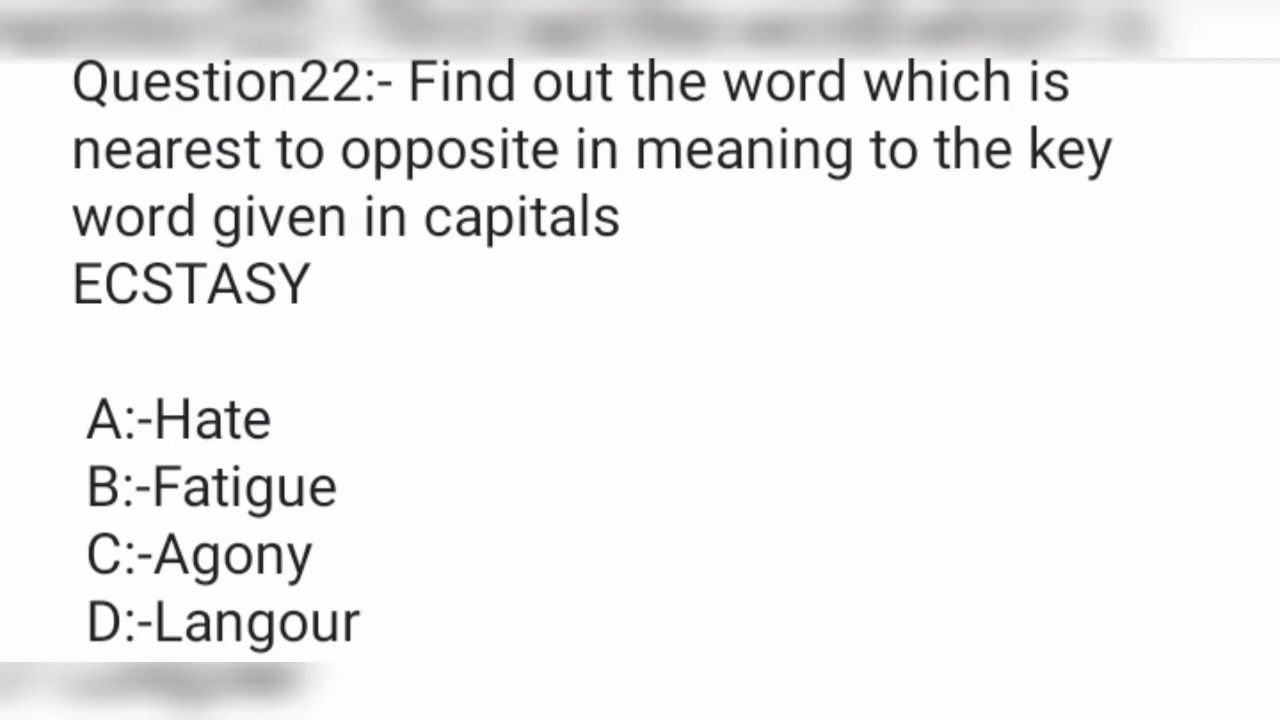 Question22:- Find out the word which is
nearest to opposite in meaning to the key
word given in capitals
ECSTASY
A:-Hate
B:-Fatigue
C:-Agony
D:-Langour